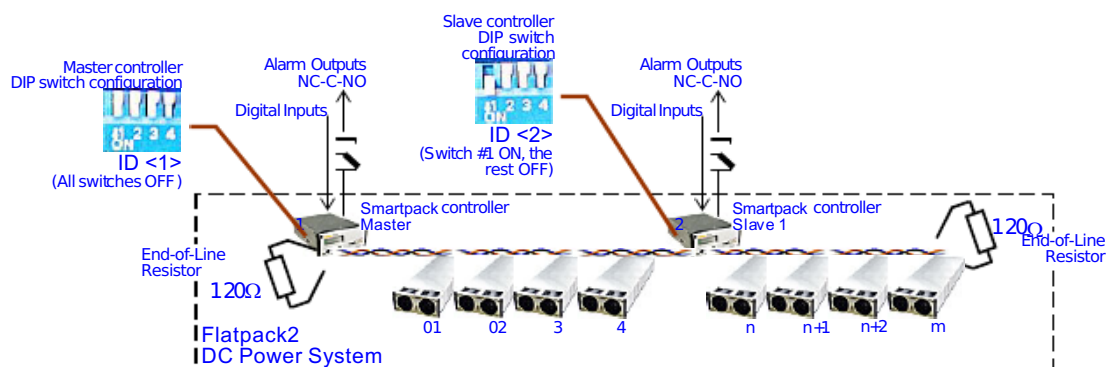 Master controller
DIP switch configuration
1 2 3 4
ON
ID <1>
(All switches OFF)
Alarm Outputs
NC-C-NO
Digital Inputs
Slave controller
DIP switch
configuration
1 2 3 4
ON
ID <2>
(Switch #1 ON, the
rest OFF)
Alarm Outputs
NC-C-NO
Digital Inputs
1
Smartpack controller
Master
2
Smartpack controller
Slave 1
End-of-Line
Resistor
120Ω
120Ω
End-of-Line
Resistor
01
02
3
4
n
n+1
n+2
m
Flatpack2
DC Power System